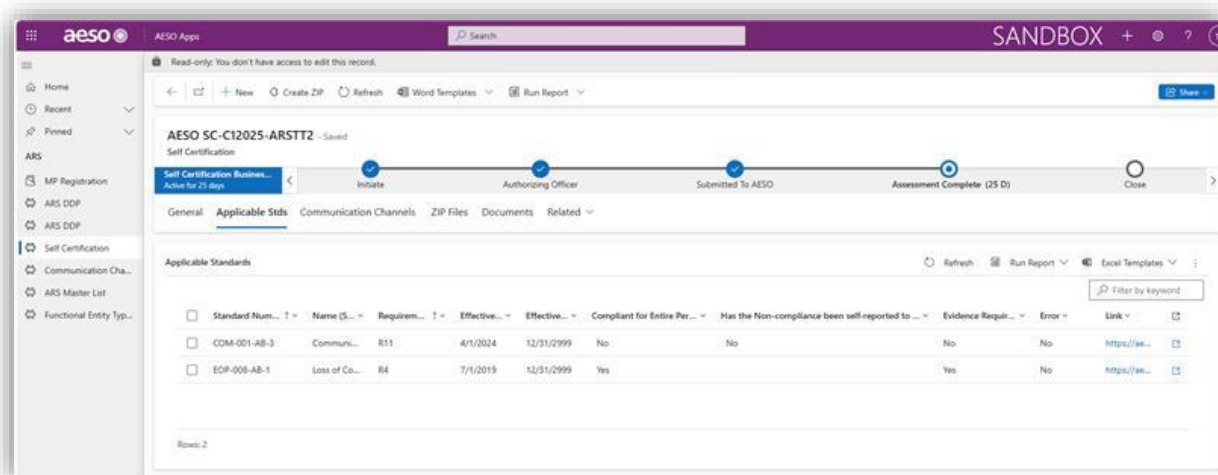 aeso AESO Apps Search SANDBOX + ?
Read-only: You don't have access to edit this record.
Home
Recent
Pinned
ARS
MP Registration
ARS DDP
ARS DDP
Self Certification
Communication Cha...
ARS Master List
Functional Entity Typ...
+ New Create ZIP Refresh Word Templates Run Report Share
AESO SC-C12025-ARSTT2 - Saved
Self Certification
Self Certification Busines...
Active for 25 days
Initiate Authorizing Officer Submitted To AESO Assessment Complete (25 D) Close
General Applicable Stds Communication Channels ZIP Files Documents Related
Applicable Standards Refresh Run Report Excel Templates
Filter by keyword
Standard Num... Name (S... Requirem... Effective... Effective... Compliant for Entire Per... Has the Non-compliance been self-reported to ... Evidence Requir... Error Link
COM-001-AB-3 Communi... R11 4/1/2024 12/31/2999 No No No No https://ae...
EOP-008-AB-1 Loss of Co... R4 7/1/2019 12/31/2999 Yes Yes No https://ae...
Rows: 2